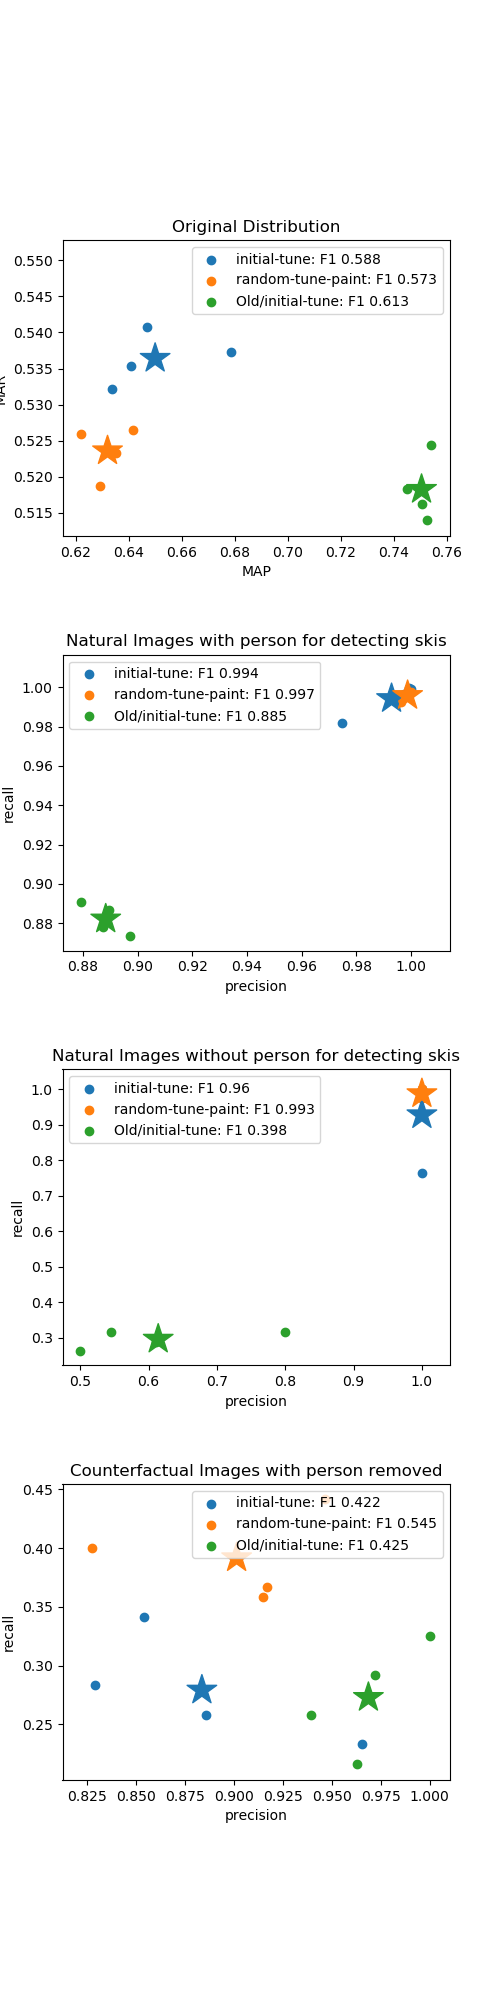 Original Distribution
initial-tune: F1 0.588
random-tune-paint: F1 0.573
Old/initial-tune: F1 0.613
0.550
0.545
0.540
0.535
0.530
0.525
0.520
0.515
MAR
0.62 0.64 0.66 0.68 0.70 0.72 0.74 0.76
MAP
Natural Images with person for detecting skis
initial-tune: F1 0.994
random-tune-paint: F1 0.997
Old/initial-tune: F1 0.885
1.00
0.98
0.96
0.94
0.92
0.90
0.88
recall
0.88 0.90 0.92 0.94 0.96 0.98 1.00
precision
Natural Images without person for detecting skis
initial-tune: F1 0.96
random-tune-paint: F1 0.993
Old/initial-tune: F1 0.398
1.0
0.9
0.8
0.7
0.6
0.5
0.4
0.3
recall
0.5 0.6 0.7 0.8 0.9 1.0
precision
Counterfactual Images with person removed
initial-tune: F1 0.422
random-tune-paint: F1 0.545
Old/initial-tune: F1 0.425
0.45
0.40
0.35
0.30
0.25
recall
0.825 0.850 0.875 0.900 0.925 0.950 0.975 1.000
precision